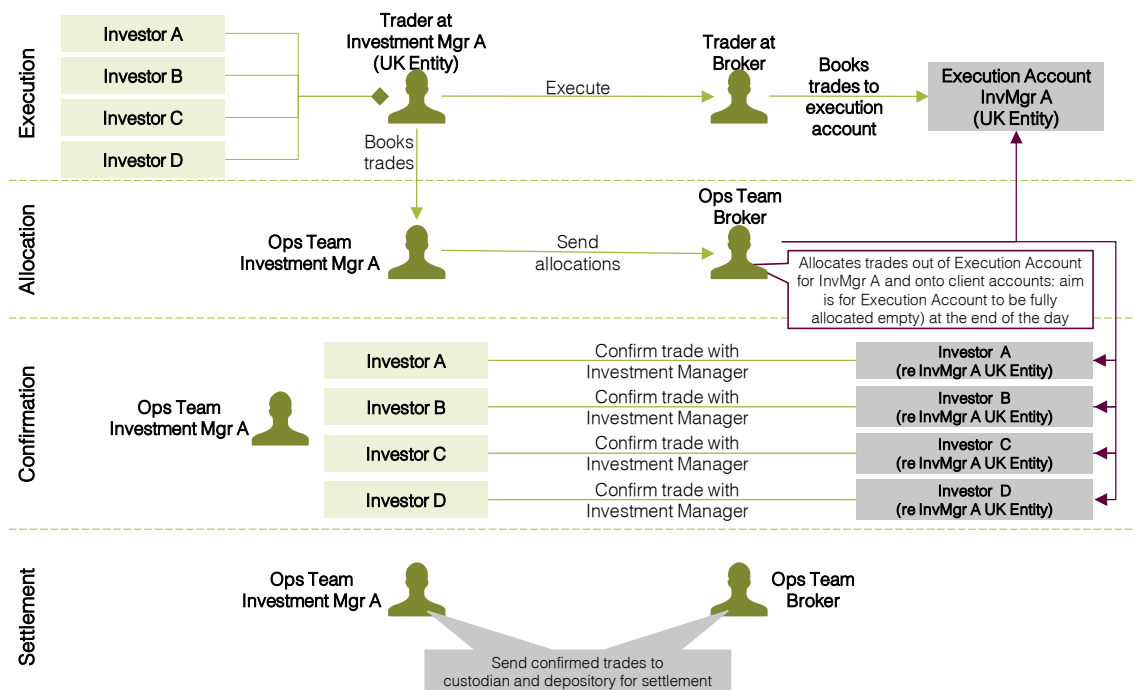 Execution
Investor A
Investor B
Investor C
Investor D
Trader at
Investment Mgr A
(UK Entity)
Execute
Trader at
Broker
Books
trades to
execution
account
Execution Account
InvMgr A
(UK Entity)
Books
trades
Allocation
Ops Team
Investment Mgr A
Send
allocations
Ops Team
Broker
Allocates trades out of Execution Account
for InvMgr A and onto client accounts: aim
is for Execution Account to be fully
allocated empty) at the end of the day
Confirmation
Ops Team
Investment Mgr A
Investor A
Confirm trade with
Investment Manager
Investor A
(re InvMgr A UK Entity)
Investor B
Confirm trade with
Investment Manager
Investor B
(re InvMgr A UK Entity)
Investor C
Confirm trade with
Investment Manager
Investor C
(re InvMgr A UK Entity)
Investor D
Confirm trade with
Investment Manager
Investor D
(re InvMgr A UK Entity)
Settlement
Ops Team
Investment Mgr A
Ops Team
Broker
Send confirmed trades to
custodian and depository for settlement